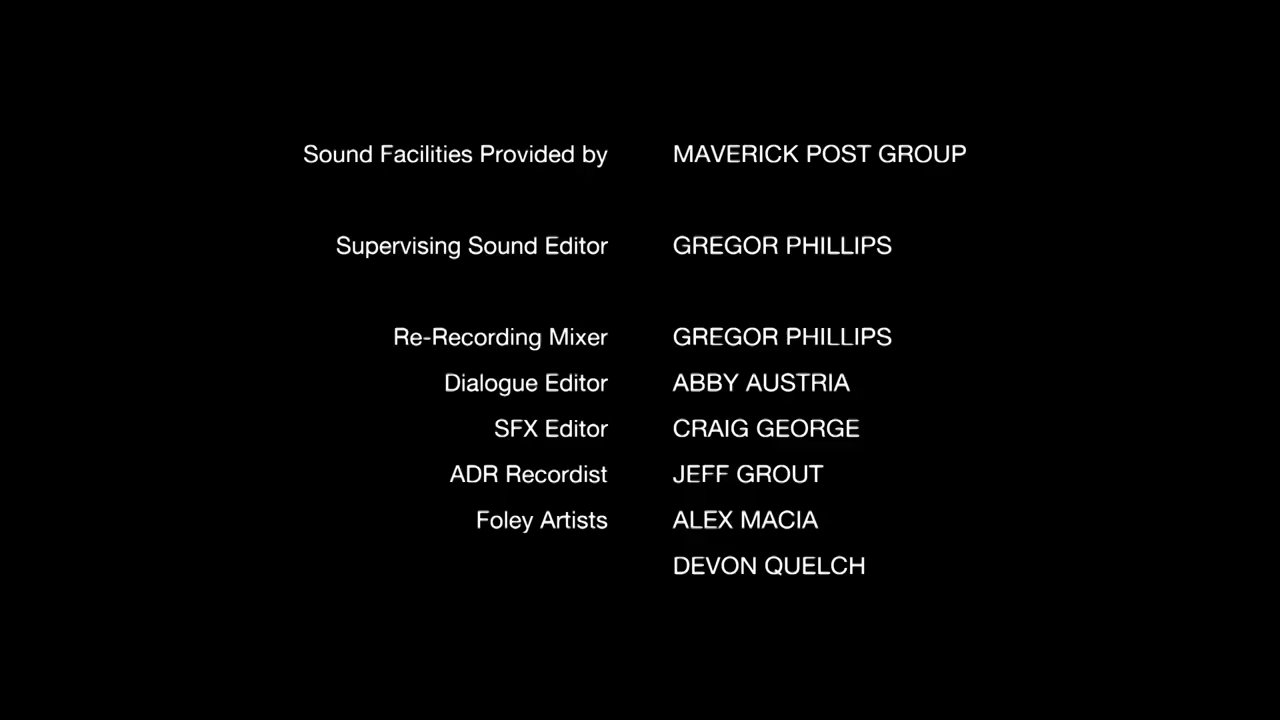 Sound Facilities Provided by MAVERICK POST GROUP
Supervising Sound Editor GREGOR PHILLIPS
Re-Recording Mixer GREGOR PHILLIPS
Dialogue Editor ABBY AUSTRIA
SFX Editor CRAIG GEORGE
ADR Recordist JEFF GROUT
Foley Artists ALEX MACIA
DEVON QUELCH